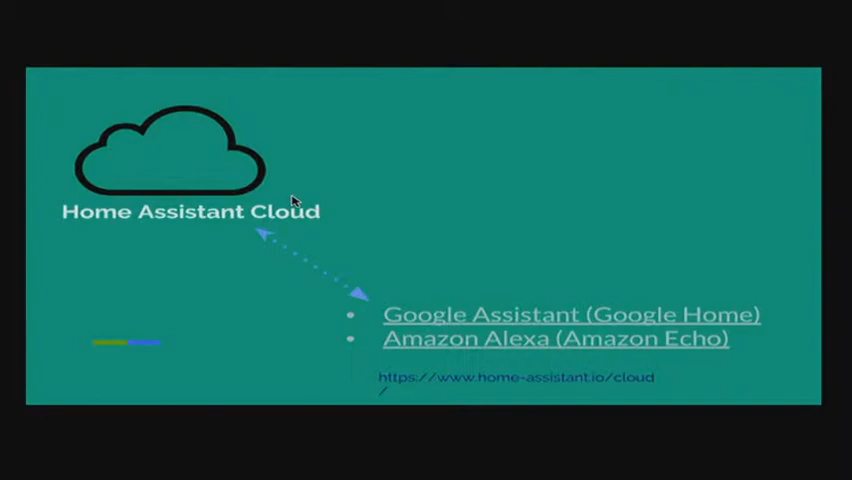 Home Assistant Cloud
Google Assistant (Google Home)
Amazon Alexa (Amazon Echo)
https://www.home-assistant.io/cloud
/